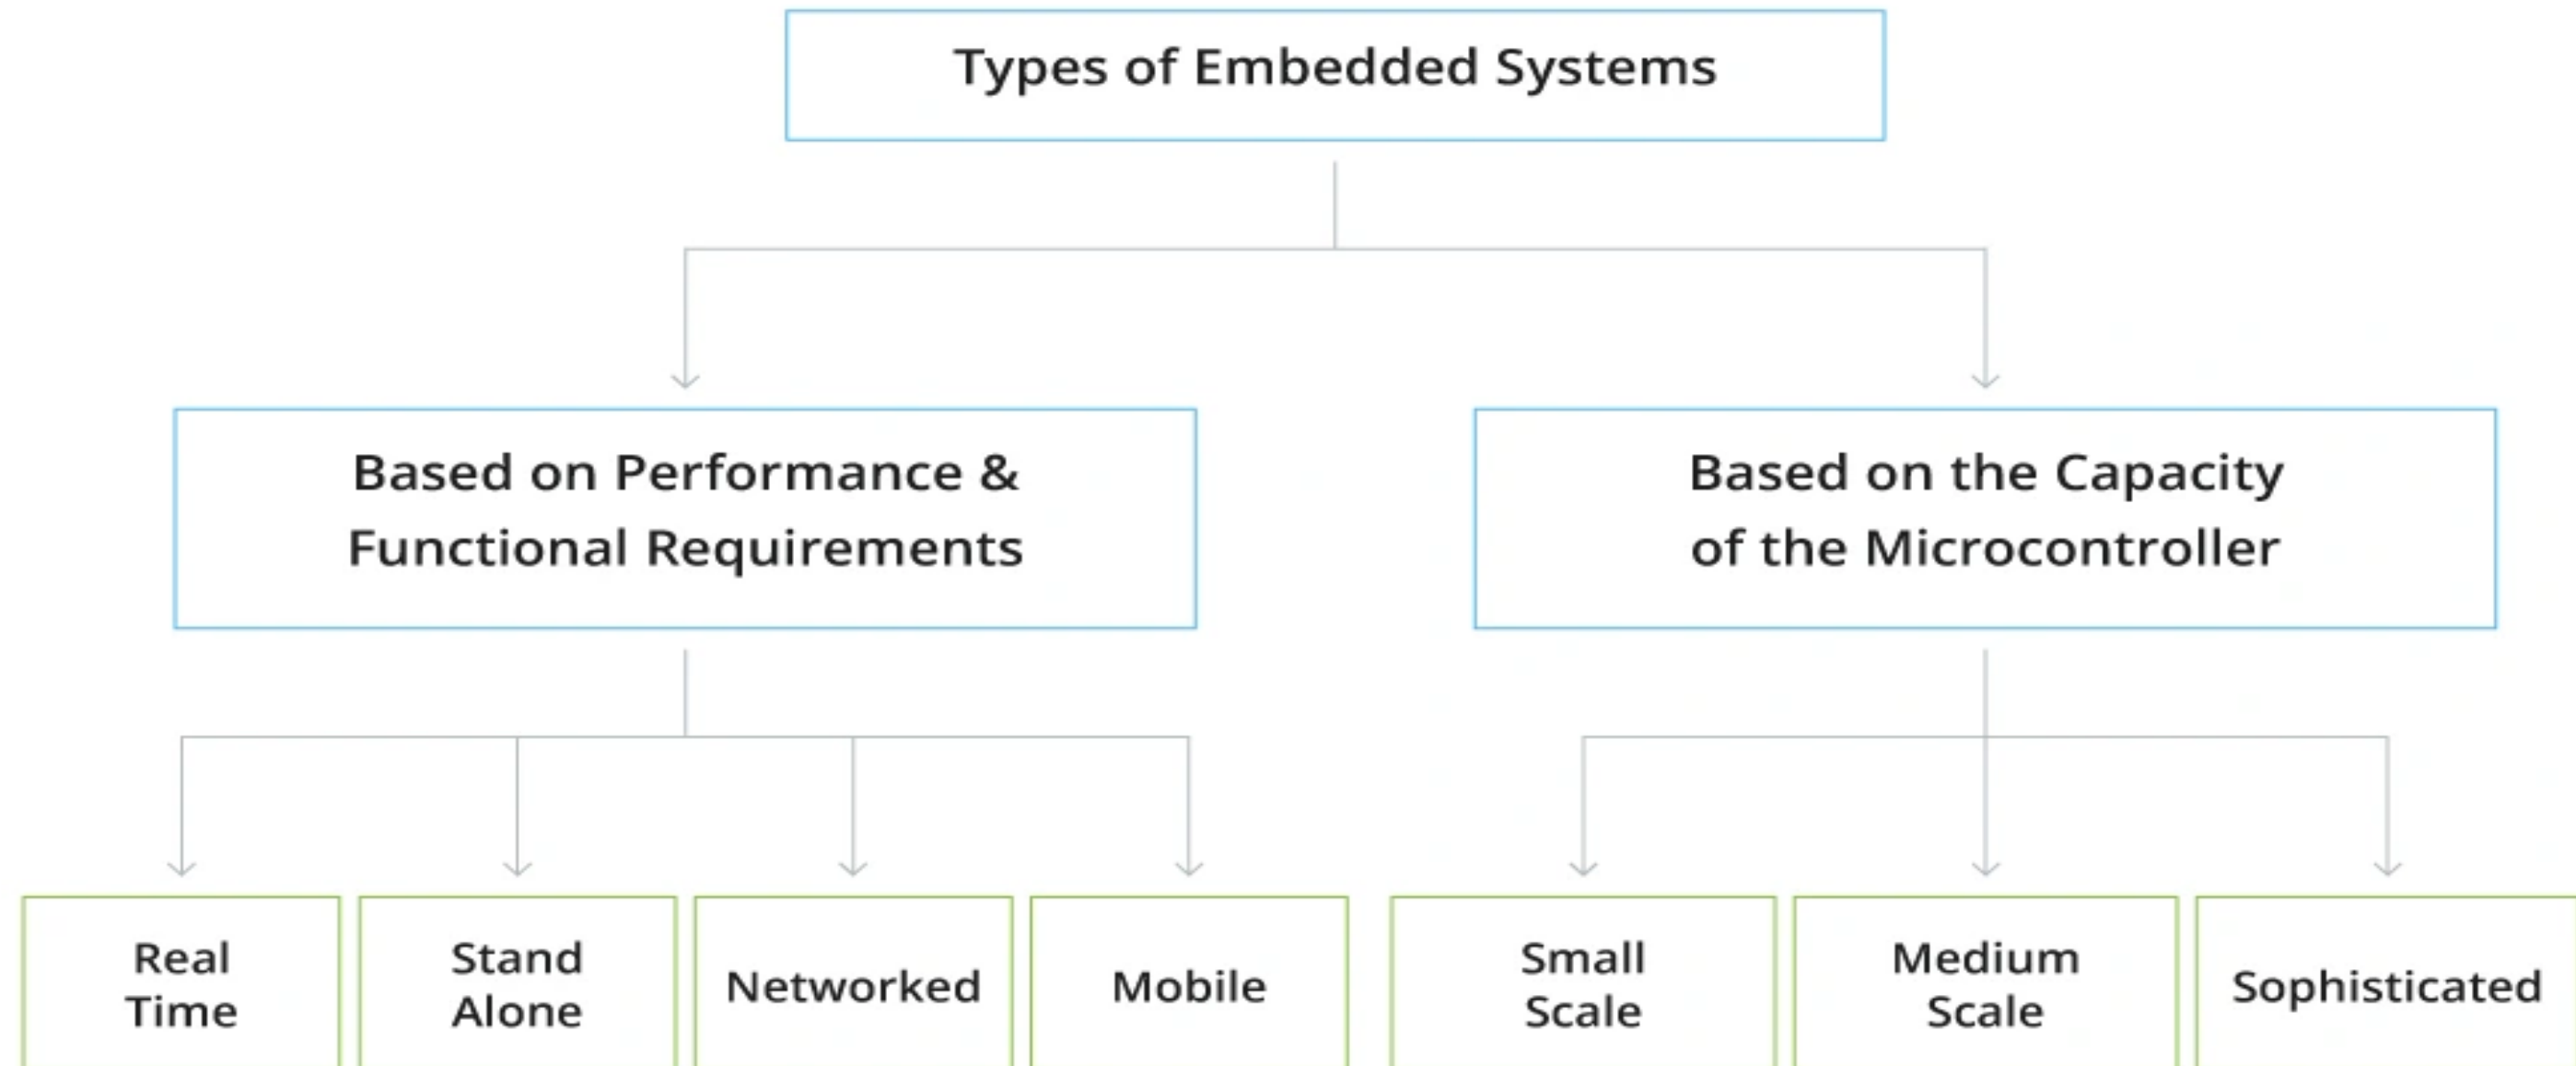 Types of Embedded Systems
Based on Performance &
Functional Requirements
Based on the Capacity
of the Microcontroller
Real
Time
Stand
Alone
Networked
Mobile
Small
Scale
Medium
Scale
Sophisticated